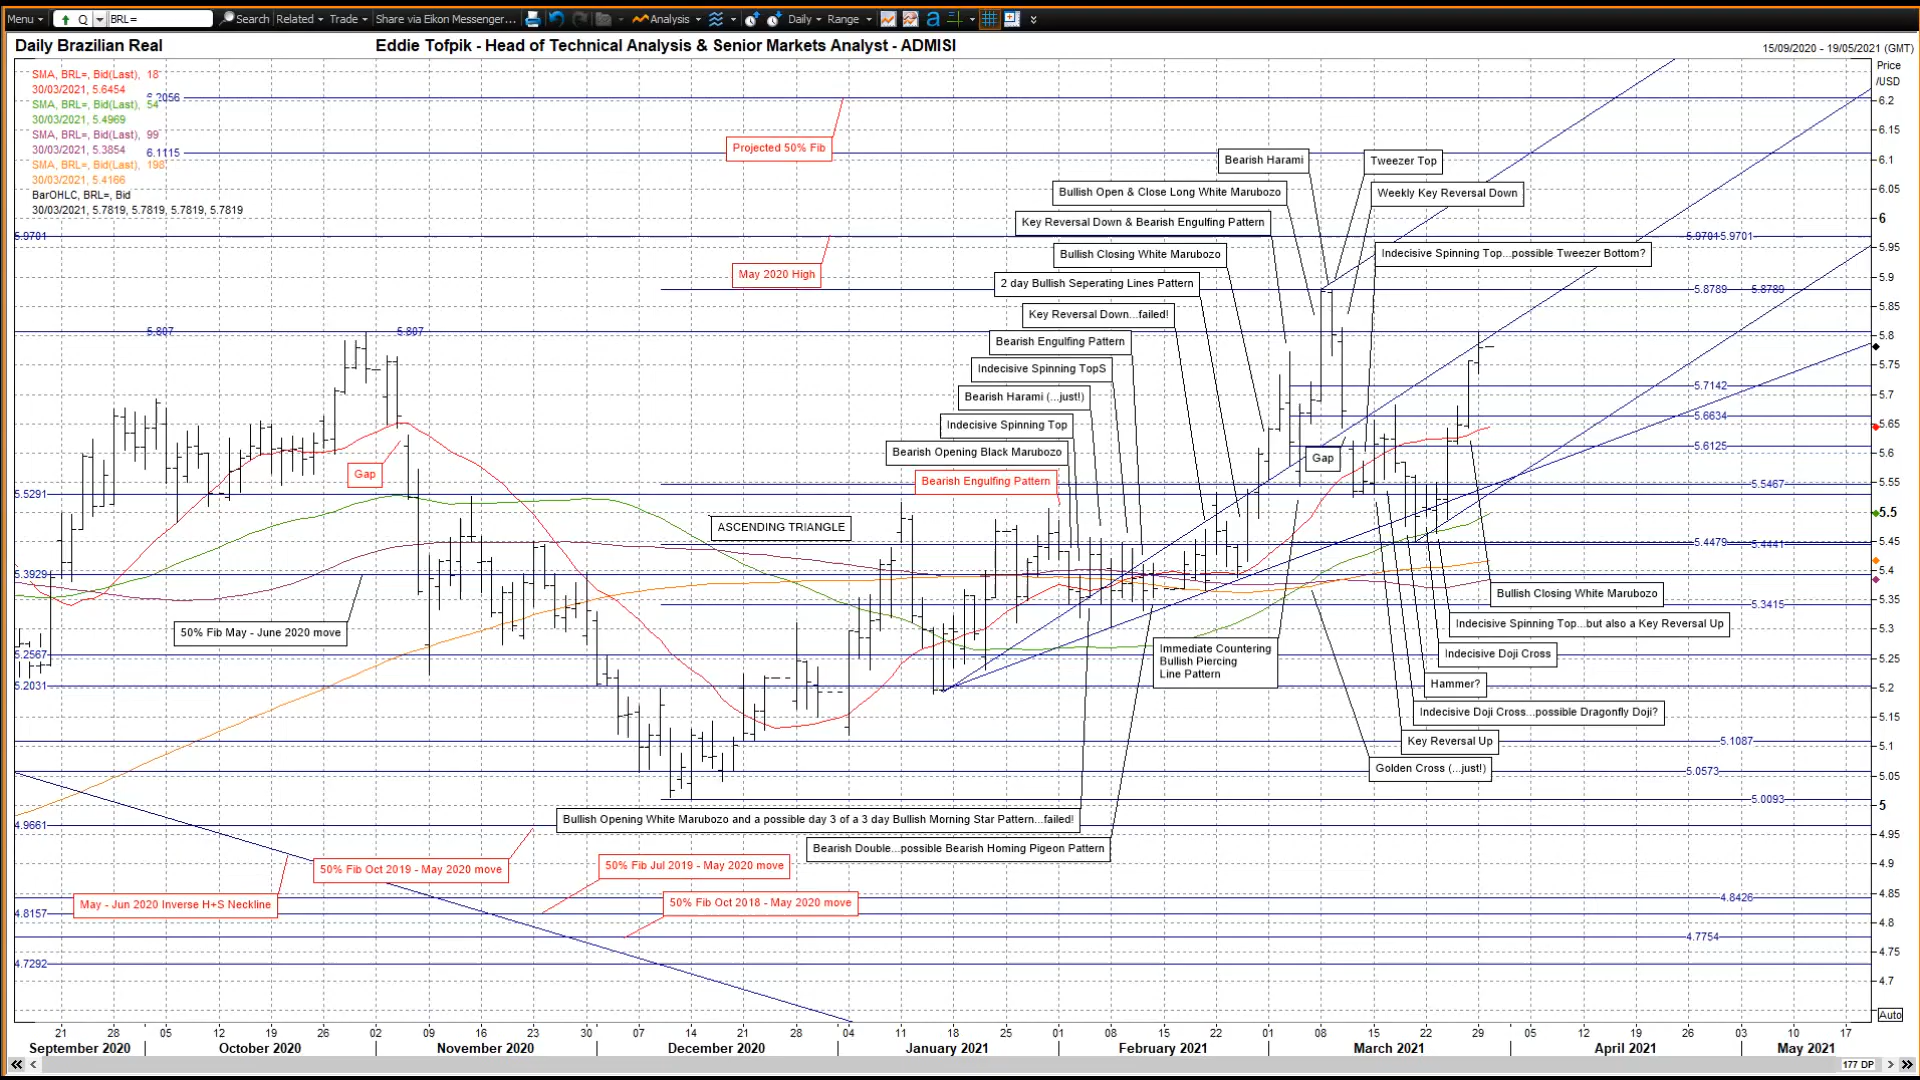 Menu Q BRL= Search Related Trade Share via Eikon Messenger... Analysis Daily Range a
Daily Brazilian Real
Eddie Tofpik - Head of Technical Analysis & Senior Markets Analyst - ADMISI
15/09/2020 - 19/05/2021 (GMT)
Price
/USD
SMA, BRL=, Bid(Last), 18
30/03/2021, 5.6454
SMA, BRL=, Bid(Last), 54
30/03/2021, 5.4969
SMA, BRL=, Bid(Last), 99
30/03/2021, 5.3854
SMA, BRL=, Bid(Last), 198
30/03/2021, 5.4166
BarOHLC, BRL=, Bid
30/03/2021, 5.7819, 5.7819, 5.7819, 5.7819
6.2056
6.1115
5.9701
5.807
5.807
5.5291
5.3929
5.2567
5.2031
4.9661
4.8157
4.7292
Projected 50% Fib
May 2020 High
Bearish Harami
Tweezer Top
Bullish Open & Close Long White Marubozo
Weekly Key Reversal Down
Key Reversal Down & Bearish Engulfing Pattern
Bullish Closing White Marubozo
Indecisive Spinning Top...possible Tweezer Bottom?
2 day Bullish Seperating Lines Pattern
Key Reversal Down...failed!
Bearish Engulfing Pattern
Indecisive Spinning TopS
Bearish Harami (...just!)
Indecisive Spinning Top
Bearish Opening Black Marubozo
Bearish Engulfing Pattern
Gap
Gap
ASCENDING TRIANGLE
50% Fib May - June 2020 move
Bullish Closing White Marubozo
Indecisive Spinning Top...but also a Key Reversal Up
Immediate Countering
Bullish Piercing
Line Pattern
Indecisive Doji Cross
Hammer?
Indecisive Doji Cross...possible Dragonfly Doji?
Key Reversal Up
Golden Cross (...just!)
Bullish Opening White Marubozo and a possible day 3 of a 3 day Bullish Morning Star Pattern...failed!
Bearish Double...possible Bearish Homing Pigeon Pattern
50% Fib Oct 2019 - May 2020 move
50% Fib Jul 2019 - May 2020 move
May - Jun 2020 Inverse H+S Neckline
50% Fib Oct 2018 - May 2020 move
5.9701 5.9701
5.8789 5.8789
5.7142
5.6634
5.6125
5.5467
5.4479 5.4441
5.3415
5.1087
5.0573
5.0093
4.8426
4.7754
6.2
6.15
6.1
6.05
6
5.95
5.9
5.85
5.8
5.75
5.7
5.65
5.6
5.55
5.5
5.45
5.4
5.35
5.3
5.25
5.2
5.15
5.1
5.05
5
4.95
4.9
4.85
4.8
4.75
4.7
Auto
21 28 05 12 19 26 02 09 16 23 30 07 14 21 28 04 11 18 25 01 08 15 22 01 08 15 22 29 05 12 19 26 03 10 17
September 2020 October 2020 November 2020 December 2020 January 2021 February 2021 March 2021 April 2021 May 2021
177 DP